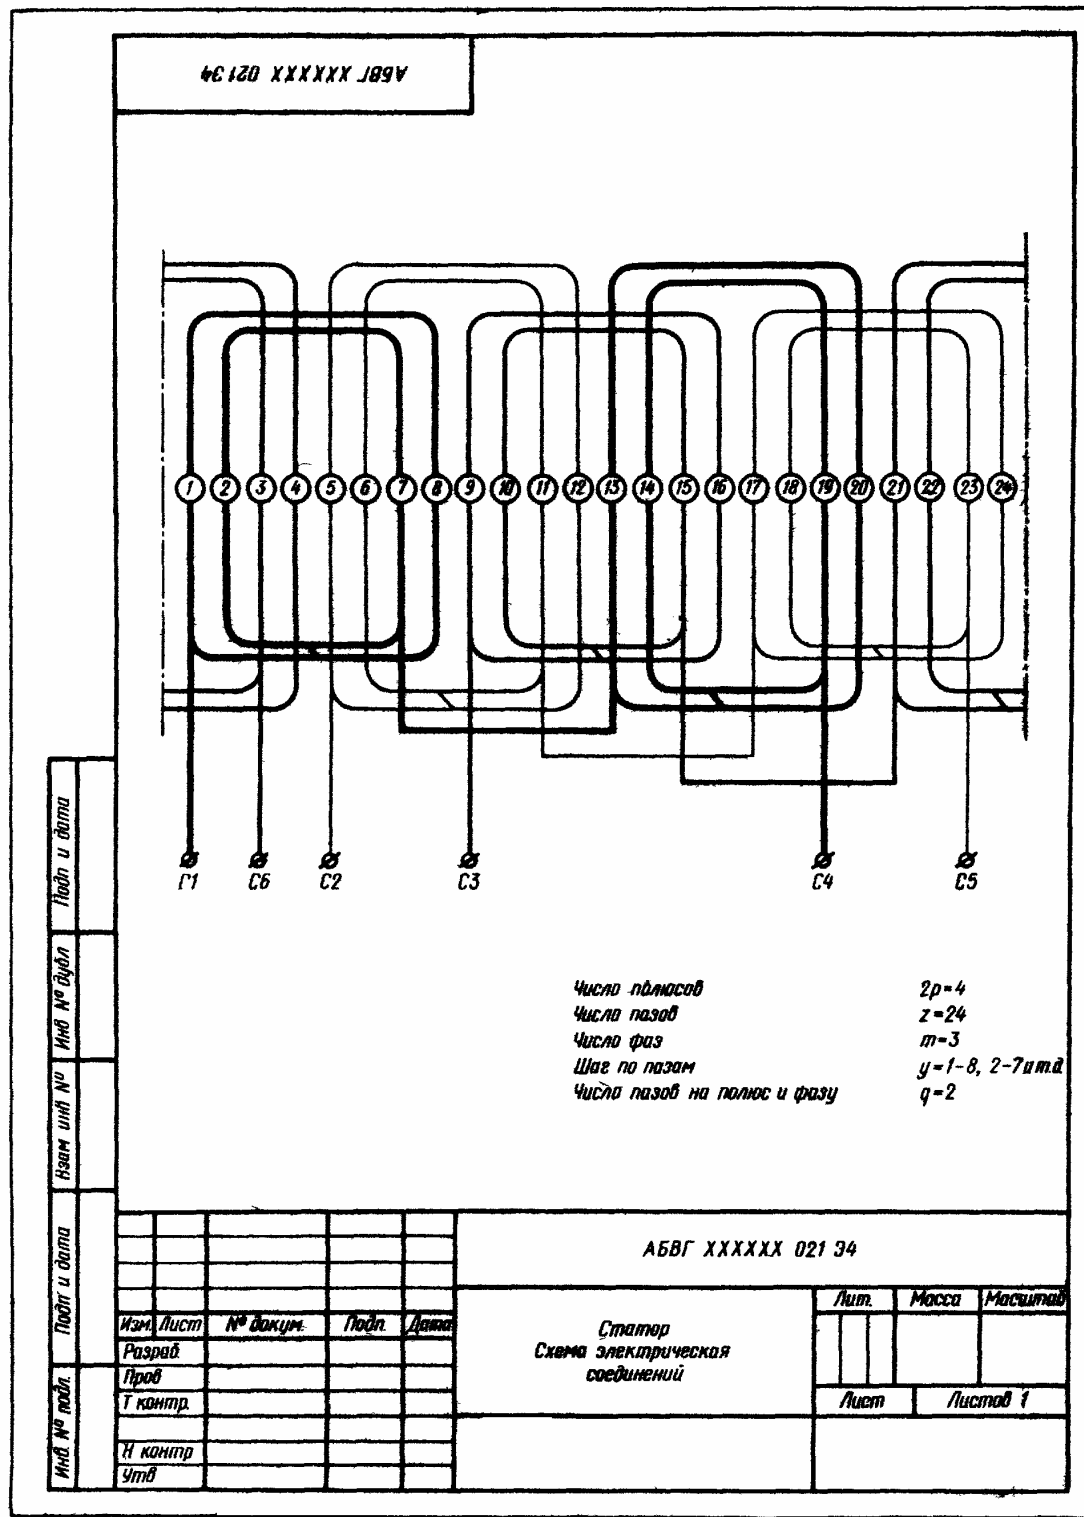 АБВГ XXXXXX 021 Э4
1 2 3 4 5 6 7 8 9 10 11 12 13 14 15 16 17 18 19 20 21 22 23 24
С1 С6 С2 С3 С4 С5
Число полюсов 2p=4
Число пазов z=24
Число фаз m=3
Шаг по пазам y=1-8, 2-7 и т.д
Число пазов на полюс и фазу q=2
Подп и дата
Инв № дубл
Взам инв №
Подп и дата
Инв. № подл.
АБВГ XXXXXX 021 Э4
Изм. Лист № докум. Подп. Дата
Разраб.
Пров
Т контр.
Н контр
Утв
Статор
Схема электрическая
соединений
Лит. Масса Масштаб
Лист Листов 1